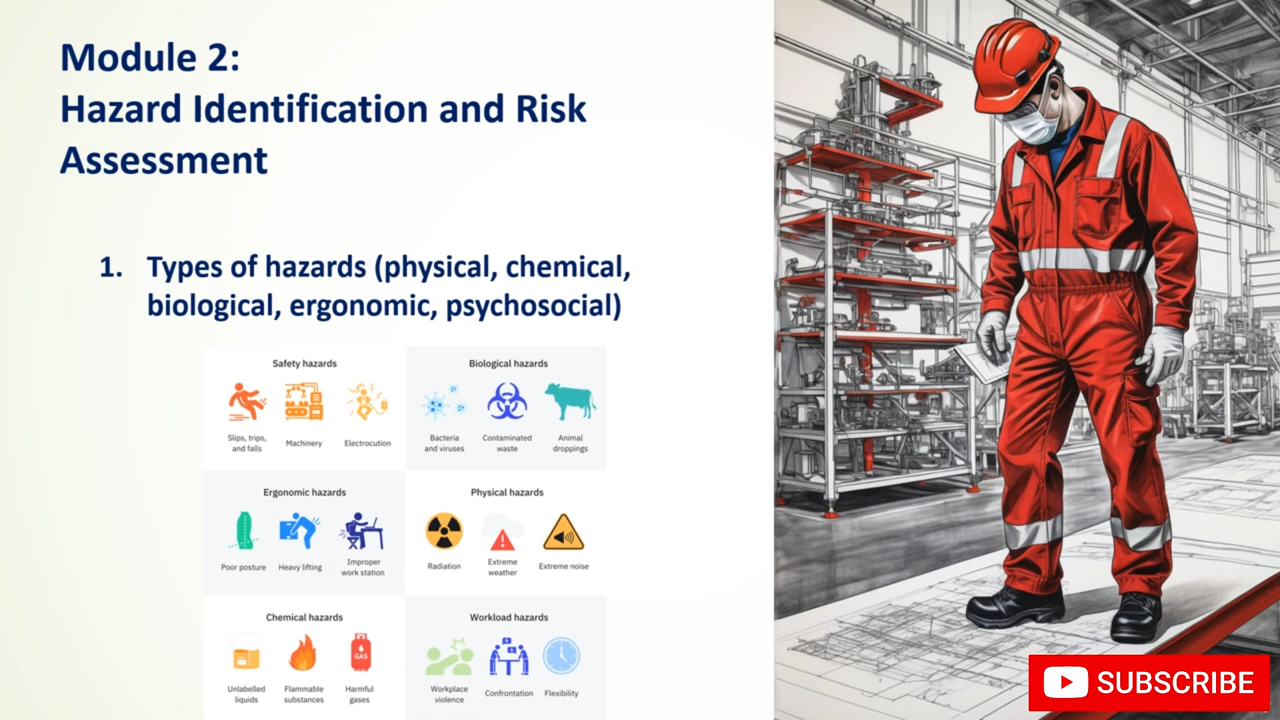 Module 2:
Hazard Identification and Risk
Assessment
1. Types of hazards (physical, chemical,
biological, ergonomic, psychosocial)
Safety hazards
Slips, trips,
and falls
Machinery
Electrocution
Biological hazards
Bacteria
and viruses
Contaminated
waste
Animal
droppings
Ergonomic hazards
Poor posture
Heavy lifting
Improper
work station
Physical hazards
Radiation
Extreme
weather
Extreme noise
Chemical hazards
GAS
Unlabelled
liquids
Flammable
substances
Harmful
gases
Workload hazards
Workplace
violence
Confrontation
Flexibility
SUBSCRIBE